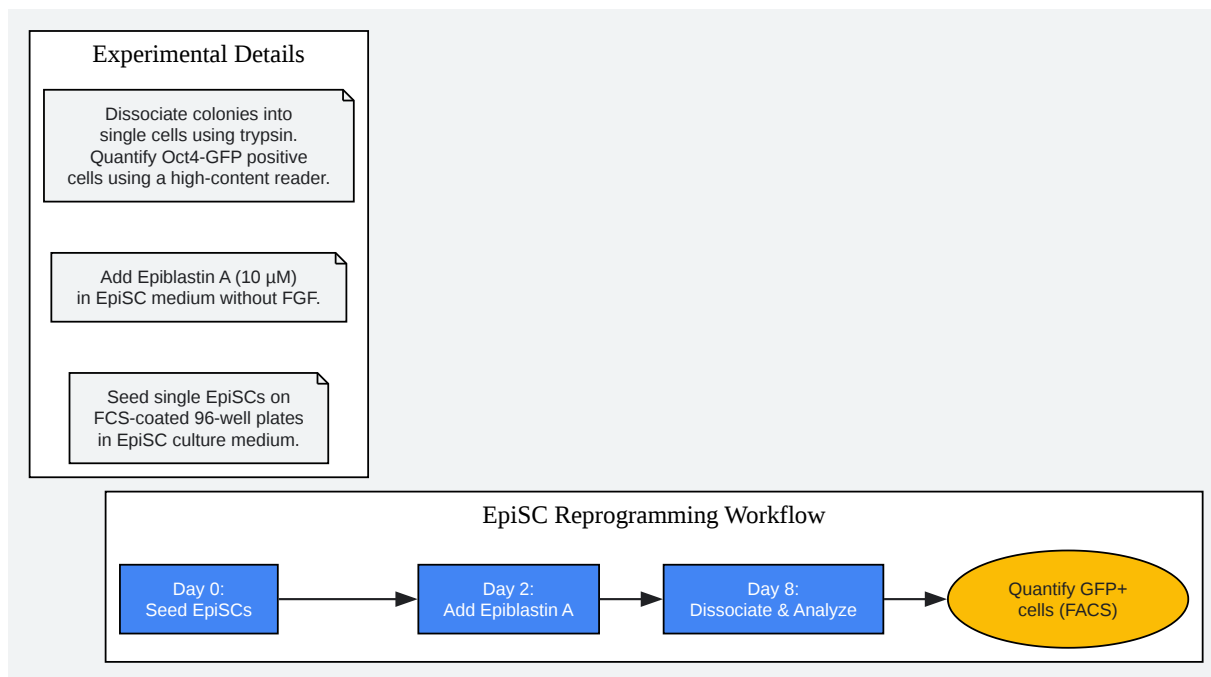 Experimental Details
Dissociate colonies into
single cells using trypsin.
Quantify Oct4-GFP positive
cells using a high-content reader.
Add Epiblastin A (10 µM)
in EpiSC medium without FGF.
Seed single EpiSCs on
FCS-coated 96-well plates
in EpiSC culture medium.
EpiSC Reprogramming Workflow
Day 0:
Seed EpiSCs
Day 2:
Add Epiblastin A
Day 8:
Dissociate & Analyze
Quantify GFP+
cells (FACS)